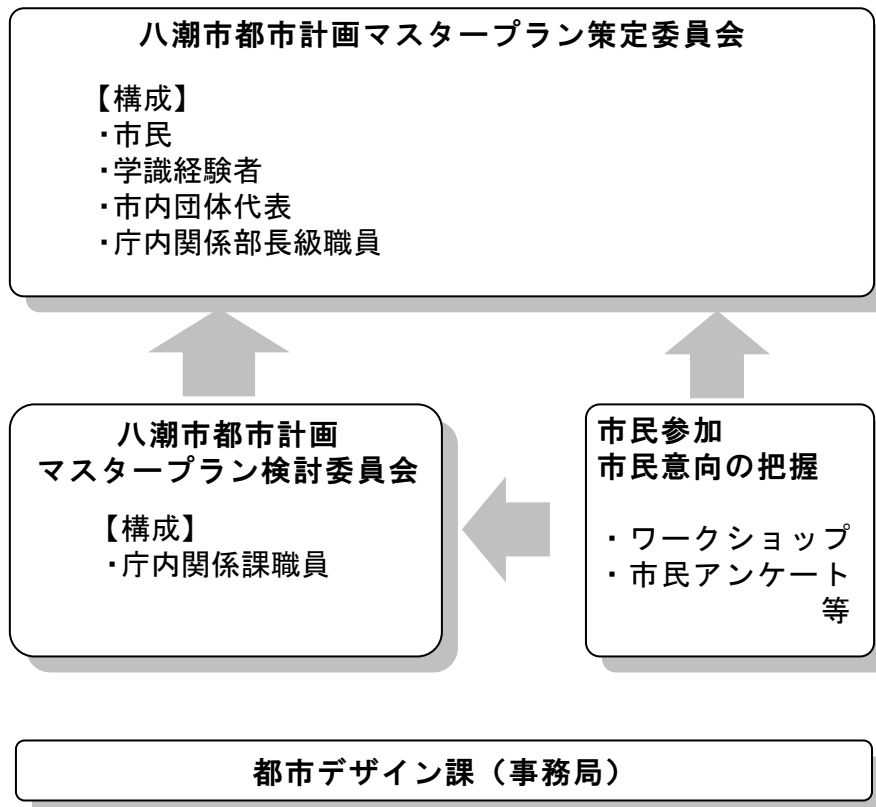 八潮市都市計画マスタープラン策定委員会
【構成】
・市民
・学識経験者
・市内団体代表
・庁内関係部長級職員
八潮市都市計画
マスタープラン検討委員会
【構成】
・庁内関係課職員
市民参加
市民意向の把握
・ワークショップ
・市民アンケート
等
都市デザイン課（事務局）